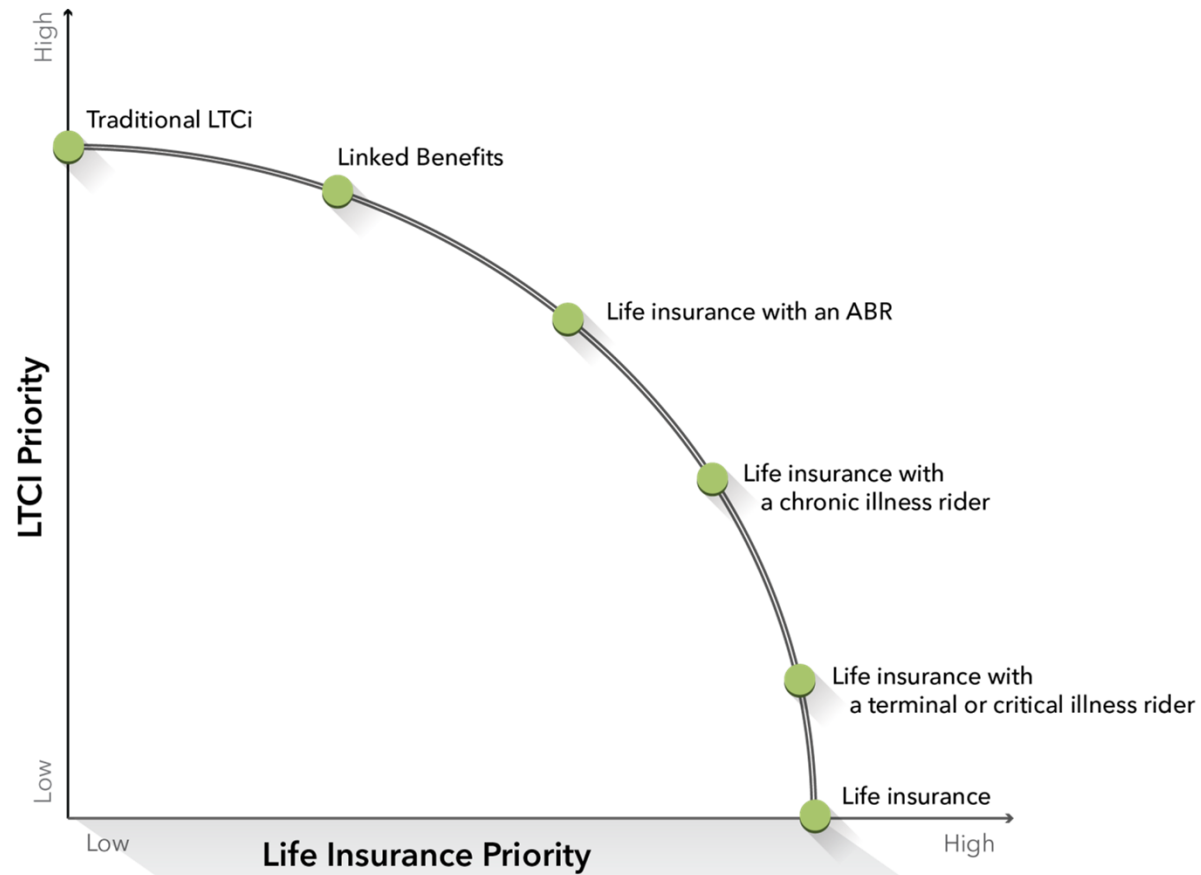 High
Traditional LTCi
Linked Benefits
Life insurance with an ABR
LTCI Priority
Life insurance with
a chronic illness rider
Life insurance with
a terminal or critical illness rider
Low
Life insurance
Low
High
Life Insurance Priority